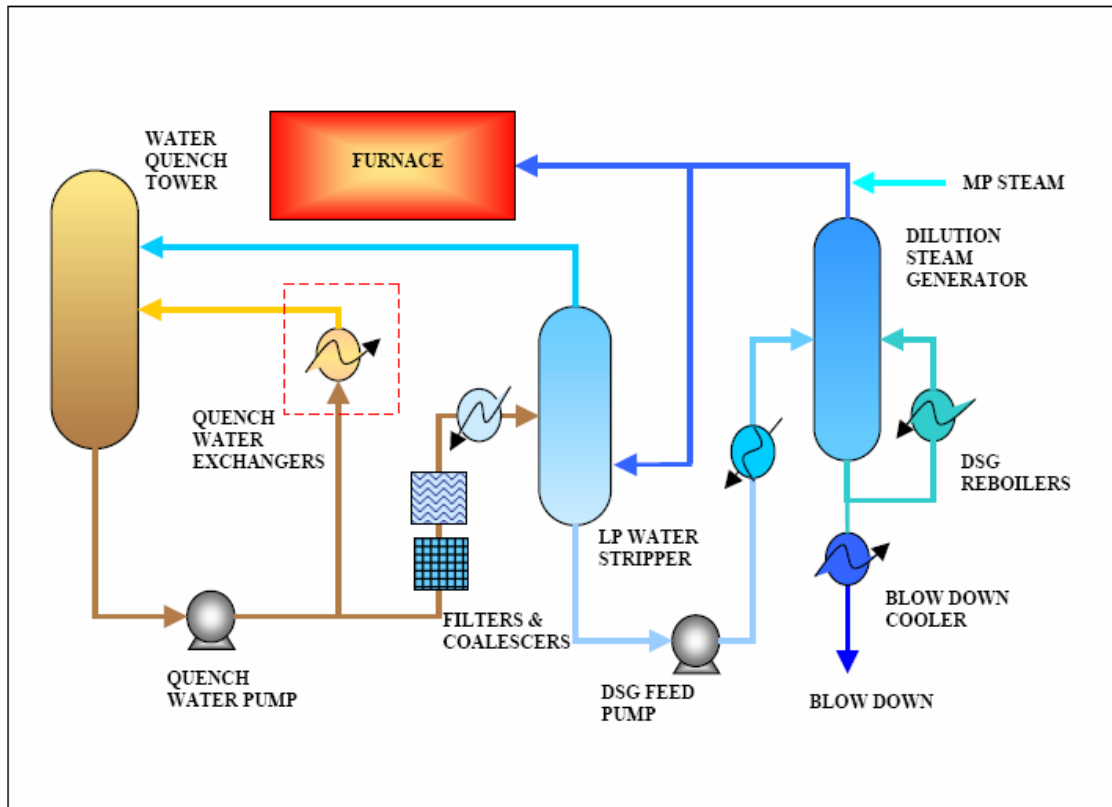 WATER
QUENCH
TOWER
FURNACE
MP STEAM
DILUTION
STEAM
GENERATOR
QUENCH
WATER
EXCHANGERS
DSG
REBOILERS
LP WATER
STRIPPER
FILTERS &
COALESCERS
BLOW DOWN
COOLER
QUENCH
WATER PUMP
DSG FEED
PUMP
BLOW DOWN